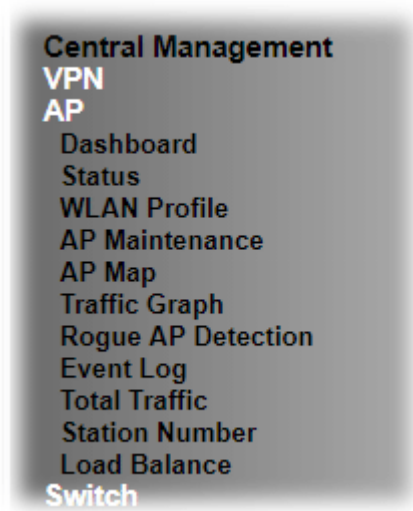 Central Management
VPN
AP
Dashboard
Status
WLAN Profile
AP Maintenance
AP Map
Traffic Graph
Rogue AP Detection
Event Log
Total Traffic
Station Number
Load Balance
Switch